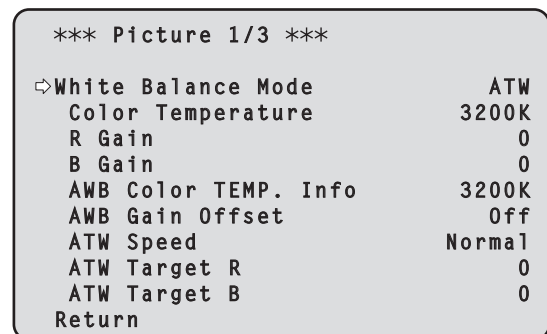 *** Picture 1/3 ***
⇨White Balance Mode ATW
Color Temperature 3200K
R Gain 0
B Gain 0
AWB Color TEMP. Info 3200K
AWB Gain Offset Off
ATW Speed Normal
ATW Target R 0
ATW Target B 0
Return